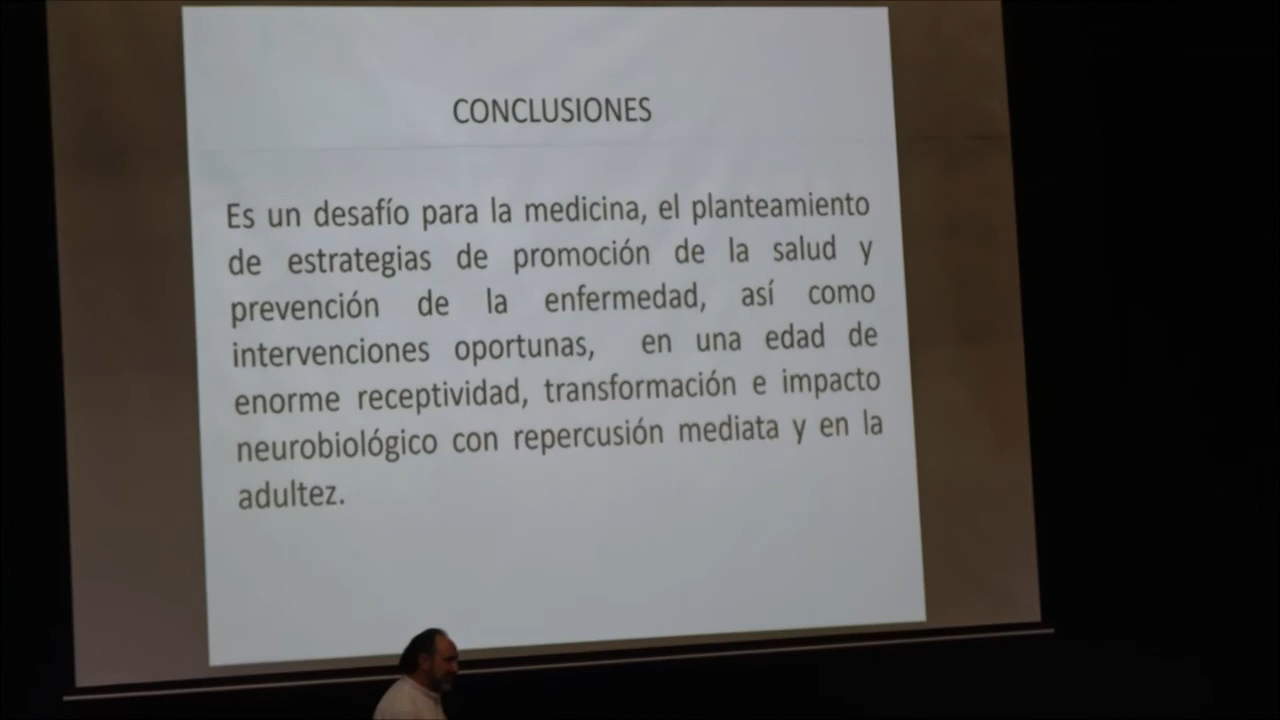 CONCLUSIONES
Es un desafío para la medicina, el planteamiento
de estrategias de promoción de la salud y
prevención de la enfermedad, así como
intervenciones oportunas, en una edad de
enorme receptividad, transformación e impacto
neurobiológico con repercusión mediata y en la
adultez.